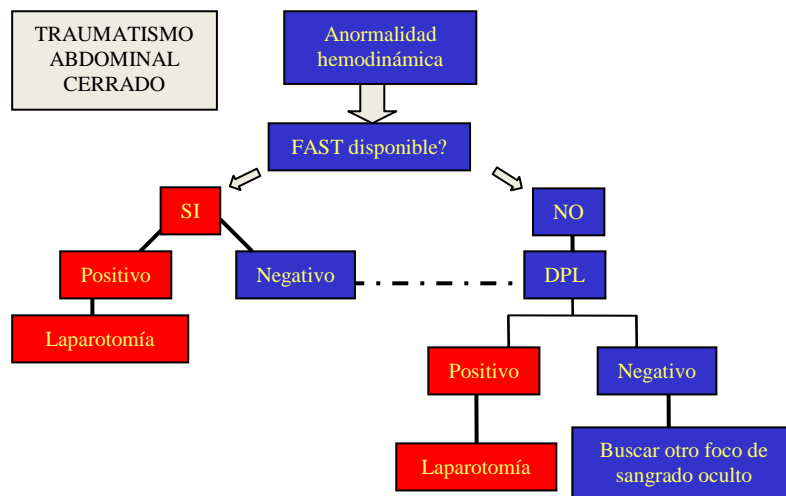 TRAUMATISMO
ABDOMINAL
CERRADO
Anormalidad
hemodinámica
FAST disponible?
SI
NO
Positivo
Negativo
DPL
Laparotomía
Positivo
Negativo
Laparotomía
Buscar otro foco de
sangrado oculto